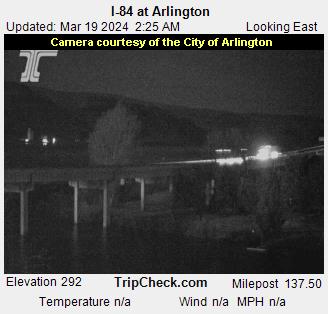 I-84 at Arlington
Updated: Mar 19 2024 2:25 AM Looking East
Camera courtesy of the City of Arlington
Elevation 292 TripCheck.com Milepost 137.50
Temperature n/a Wind n/a MPH n/a